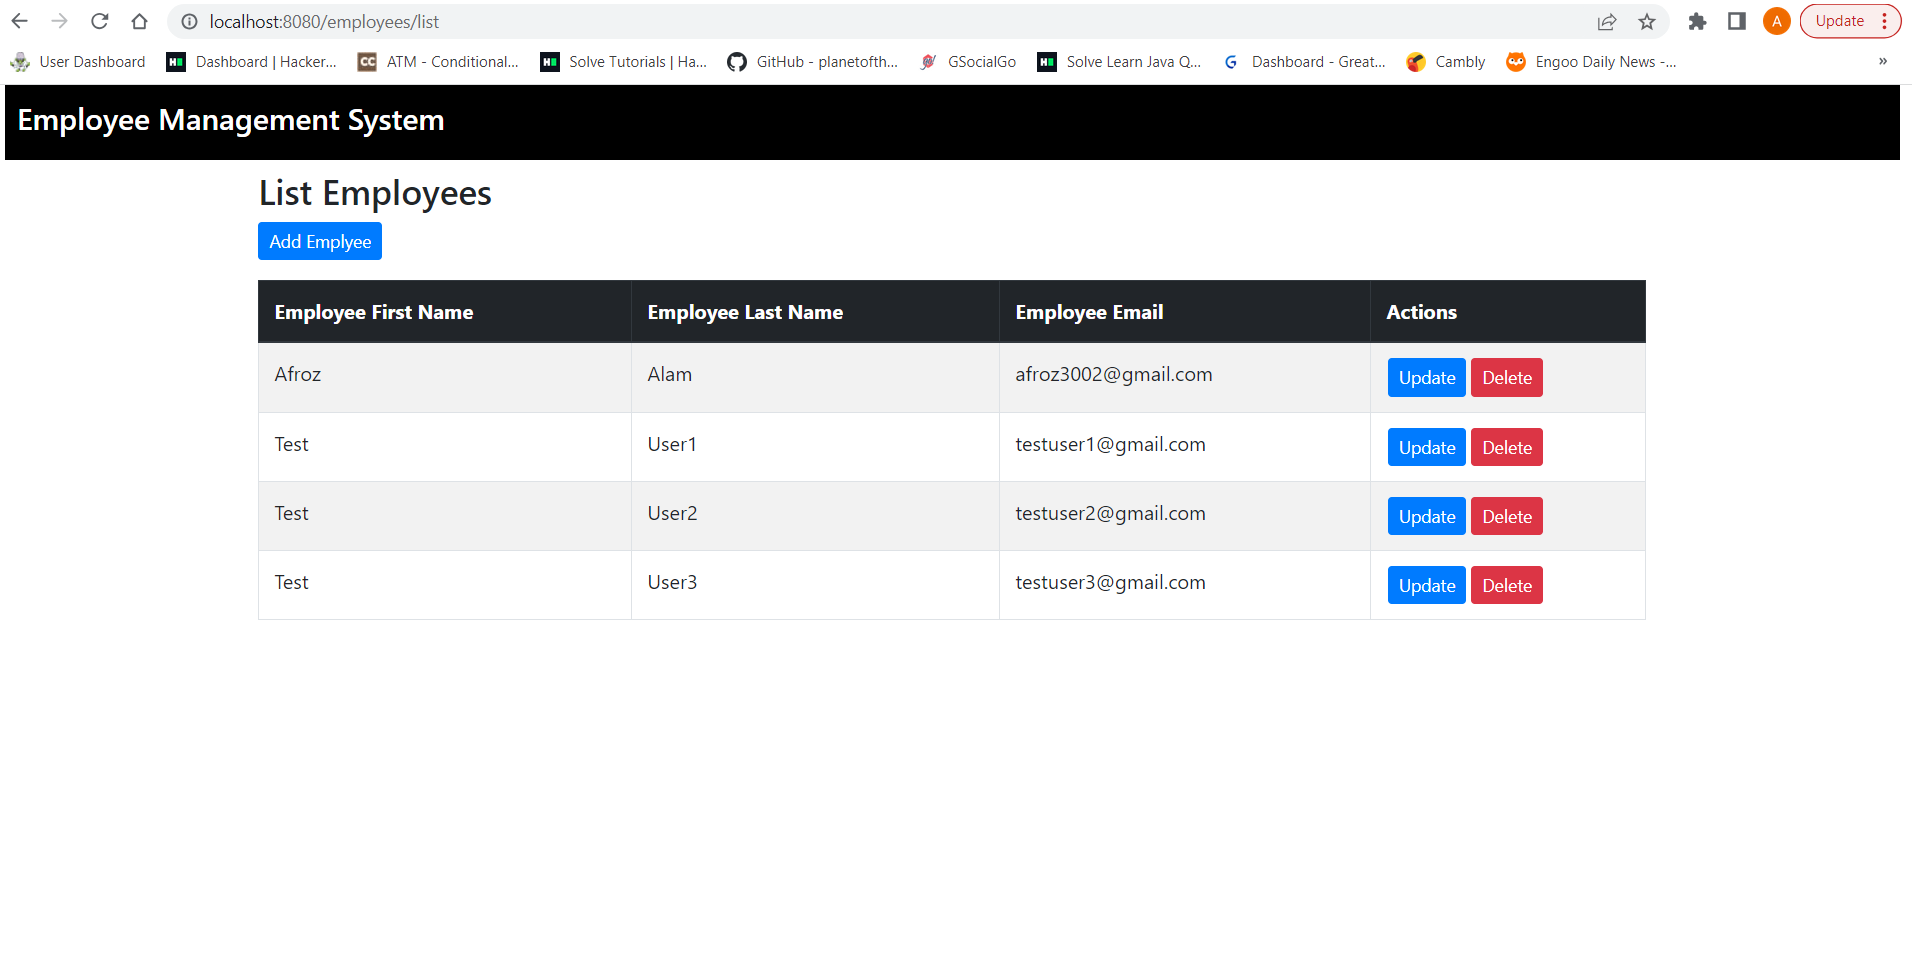 localhost:8080/employees/list A Update
User Dashboard Dashboard | Hacker... CC ATM - Conditional... Solve Tutorials | Ha... GitHub - planetofth... GSocialGo Solve Learn Java Q... G Dashboard - Great... Cambly Engoo Daily News -... »
Employee Management System
List Employees
Add Emplyee
Employee First Name Employee Last Name Employee Email Actions
Afroz Alam afroz3002@gmail.com Update Delete
Test User1 testuser1@gmail.com Update Delete
Test User2 testuser2@gmail.com Update Delete
Test User3 testuser3@gmail.com Update Delete